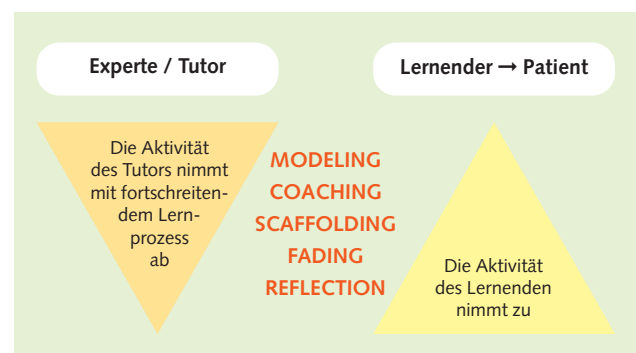 Experte / Tutor
Lernender → Patient
Die Aktivität
des Tutors nimmt
mit fortschreiten-
dem Lern-
prozess
ab
MODELING
COACHING
SCAFFOLDING
FADING
REFLECTION
Die Aktivität
des Lernenden
nimmt zu